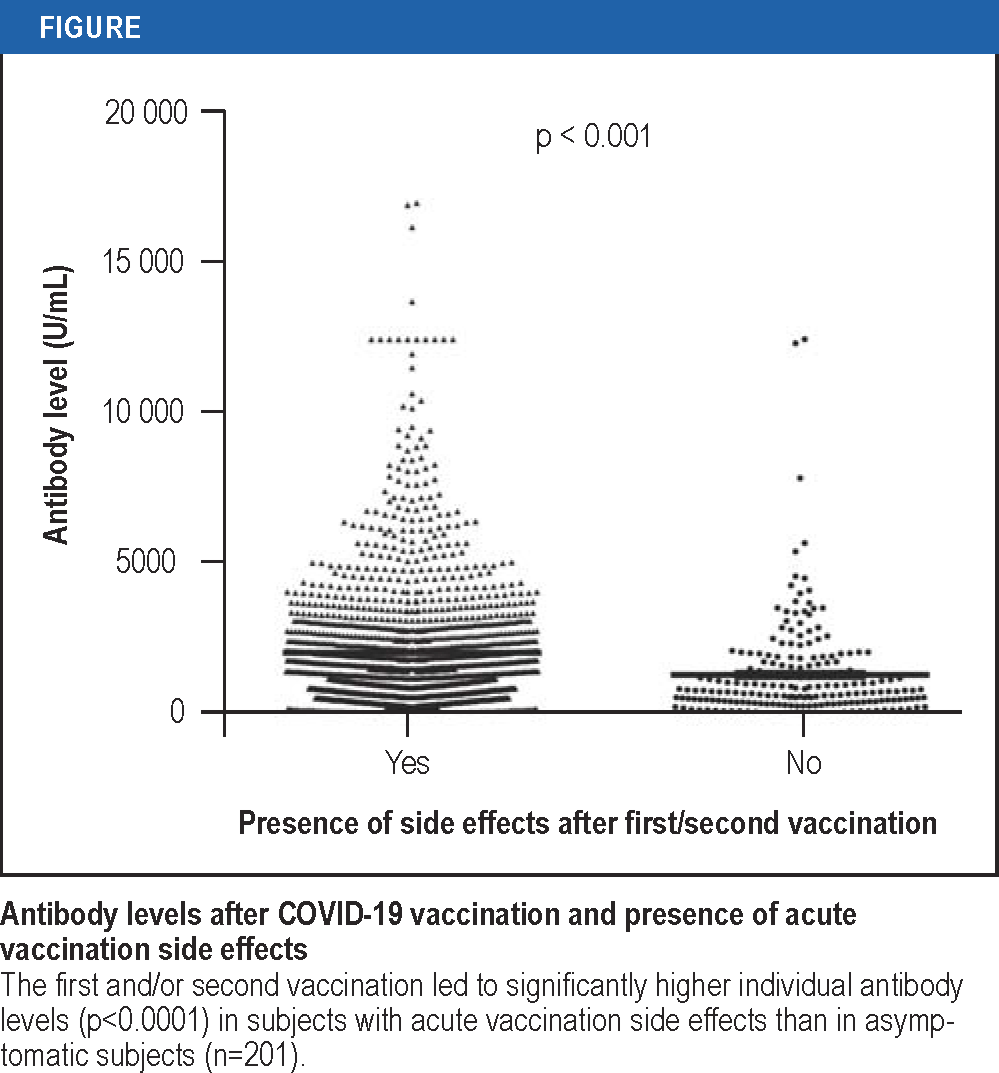 FIGURE
20 000
p < 0.001
15 000
10 000
5000
0
Antibody level (U/mL)
Yes
No
Presence of side effects after first/second vaccination
Antibody levels after COVID-19 vaccination and presence of acute
vaccination side effects
The first and/or second vaccination led to significantly higher individual antibody
levels (p<0.0001) in subjects with acute vaccination side effects than in asymp-
tomatic subjects (n=201).